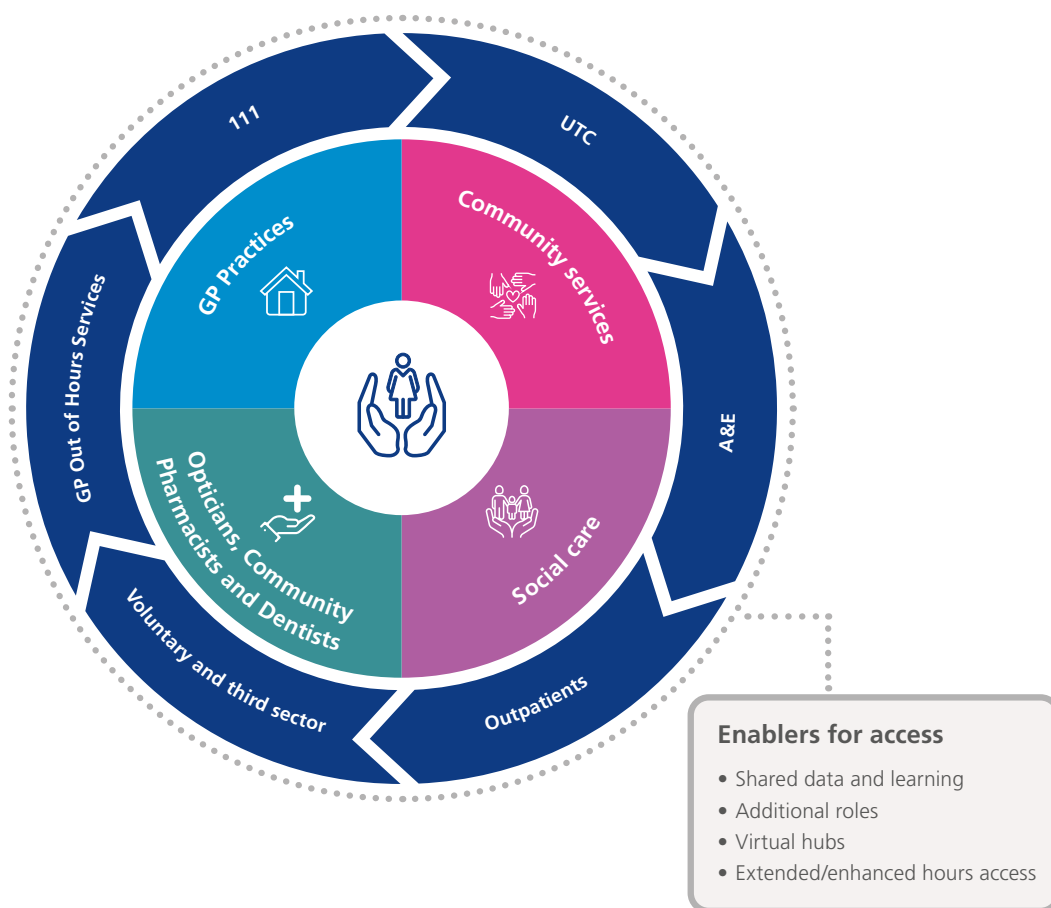 111
UTC
A&E
Outpatients
Voluntary and third sector
GP Out of Hours Services
GP Practices
Community services
Social care
Opticians, Community
Pharmacists and Dentists
Enablers for access
• Shared data and learning
• Additional roles
• Virtual hubs
• Extended/enhanced hours access